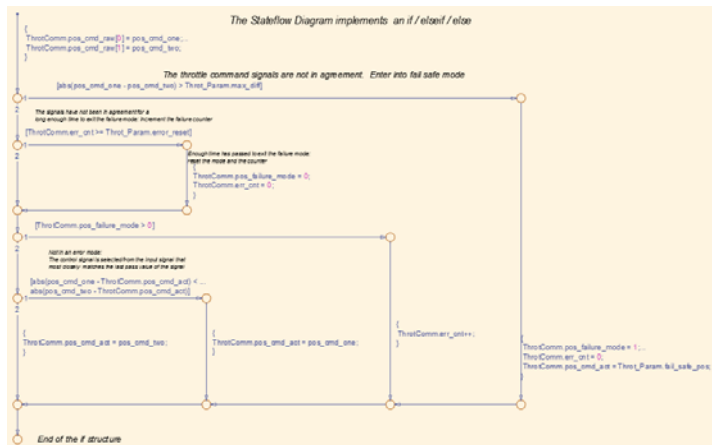 The Stateflow Diagram implements an if / elseif / else
{
ThrotComm.pos_cmd_raw[0] = pos_cmd_one;...
ThrotComm.pos_cmd_raw[1] = pos_cmd_two;
}
The throttle command signals are not in agreement. Enter into fail safe mode
[abs(pos_cmd_one - pos_cmd_two) > Throt_Param.max_diff]
1
2
The signals have not been in agreement for a
long enough time to exit the failure mode: Increment the failure counter
[ThrotComm.err_cnt >= Throt_Param.error_reset]
1
2
Enough time has passed to exit the failure mode:
reset the mode and the counter
{
ThrotComm.pos_failure_mode = 0;
ThrotComm.err_cnt = 0;
}
[ThrotComm.pos_failure_mode > 0]
1
2
Not in an error mode:
The control signal is selected from the input signal that
most closely matches the last pass value of the signal
[abs(pos_cmd_one - ThrotComm.pos_cmd_act) < ...
abs(pos_cmd_two - ThrotComm.pos_cmd_act)]
1
2
{
ThrotComm.pos_cmd_act = pos_cmd_two;
}
{
ThrotComm.pos_cmd_act = pos_cmd_one;
}
{
ThrotComm.err_cnt++;
}
{
ThrotComm.pos_failure_mode = 1;...
ThrotComm.err_cnt = 0;
ThrotComm.pos_cmd_act = Throt_Param.fail_safe_pos;
}
End of the if structure